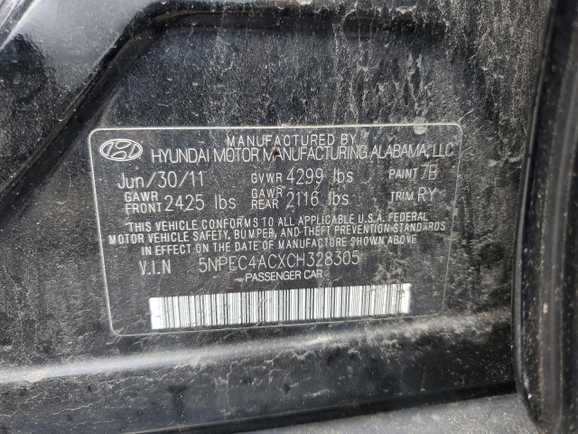 MANUFACTURED BY
HYUNDAI MOTOR MANUFACTURING ALABAMA, LLC
Jun/30/11 GVWR 4299 lbs PAINT 7B
GAWR FRONT 2425 lbs GAWR REAR 2116 lbs TRIM RY
THIS VEHICLE CONFORMS TO ALL APPLICABLE U.S.A. FEDERAL
MOTOR VEHICLE SAFETY, BUMPER, AND THEFT PREVENTION STANDARDS
IN EFFECT ON THE DATE OF MANUFACTURE SHOWN ABOVE.
V.I.N 5NPEC4ACXCH328305
PASSENGER CAR